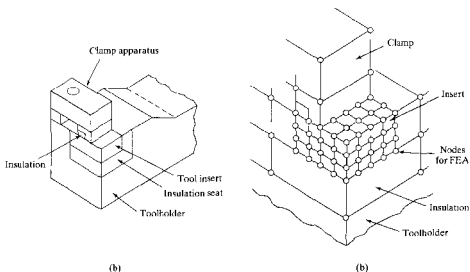 Clamp apparatus
Insulation
Tool insert
Insulation seat
Toolholder
(b)
Clamp
Insert
Nodes
for FEA
Insulation
Toolholder
(b)